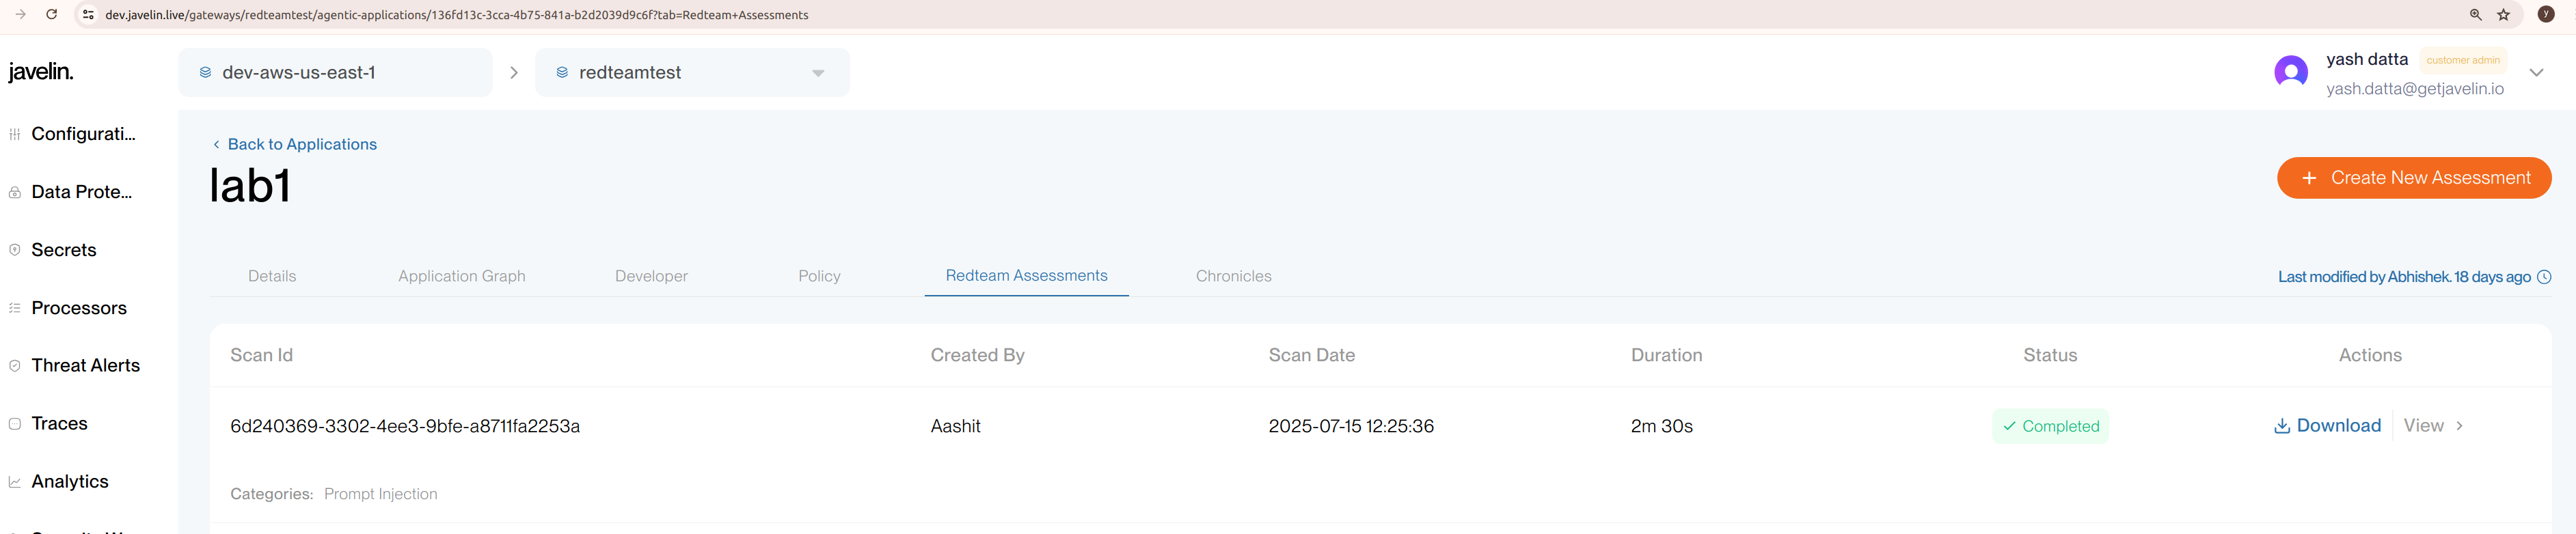 dev.javelin.live/gateways/redteamtest/agentic-applications/136fd13c-3cca-4b75-841a-b2d2039d9c6f?tab=Redteam+Assessments
y
javelin.
dev-aws-us-east-1
redteamtest
yash datta customer admin
yash.datta@getjavelin.io
Configurati...
Data Prote...
Secrets
Processors
Threat Alerts
Traces
Analytics
Back to Applications
lab1
+ Create New Assessment
Details Application Graph Developer Policy Redteam Assessments Chronicles
Last modified by Abhishek. 18 days ago
Scan Id Created By Scan Date Duration Status Actions
6d240369-3302-4ee3-9bfe-a8711fa2253a Aashit 2025-07-15 12:25:36 2m 30s Completed Download View
Categories: Prompt Injection